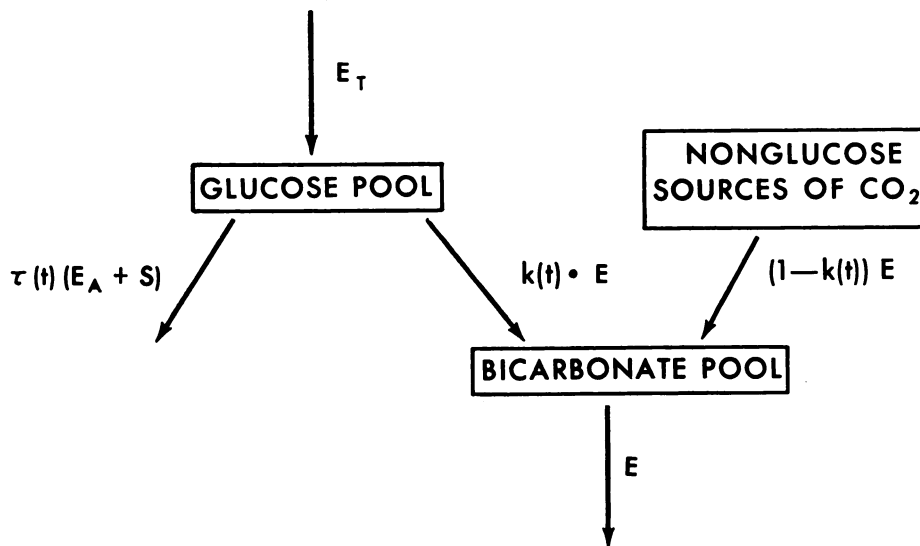 E_T
GLUCOSE POOL
NONGLUCOSE
SOURCES OF CO₂
τ (t) (E_A + S)
k(t) • E
(1—k(t)) E
BICARBONATE POOL
E